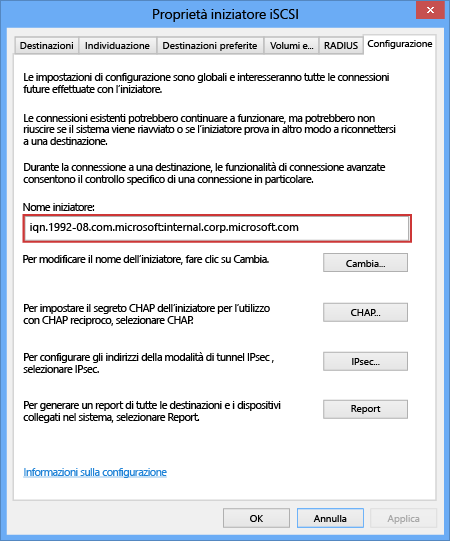 Proprietà iniziatore iSCSI
Destinazioni
Individuazione
Destinazioni preferite
Volumi e...
RADIUS
Configurazione
Le impostazioni di configurazione sono globali e interesseranno tutte le connessioni
future effettuate con l'iniziatore.
Le connessioni esistenti potrebbero continuare a funzionare, ma potrebbero non
riuscire se il sistema viene riavviato o se l'iniziatore prova in altro modo a riconnettersi
a una destinazione.
Durante la connessione a una destinazione, le funzionalità di connessione avanzate
consentono il controllo specifico di una connessione in particolare.
Nome iniziatore:
iqn.1992-08.com.microsoft:internal.corp.microsoft.com
Per modificare il nome dell'iniziatore, fare clic su Cambia.
Cambia...
Per impostare il segreto CHAP dell'iniziatore per l'utilizzo
con CHAP reciproco, selezionare CHAP.
CHAP...
Per configurare gli indirizzi della modalità di tunnel IPsec ,
selezionare IPsec.
IPsec...
Per generare un report di tutte le destinazioni e i dispositivi
collegati nel sistema, selezionare Report.
Report
Informazioni sulla configurazione
OK
Annulla
Applica